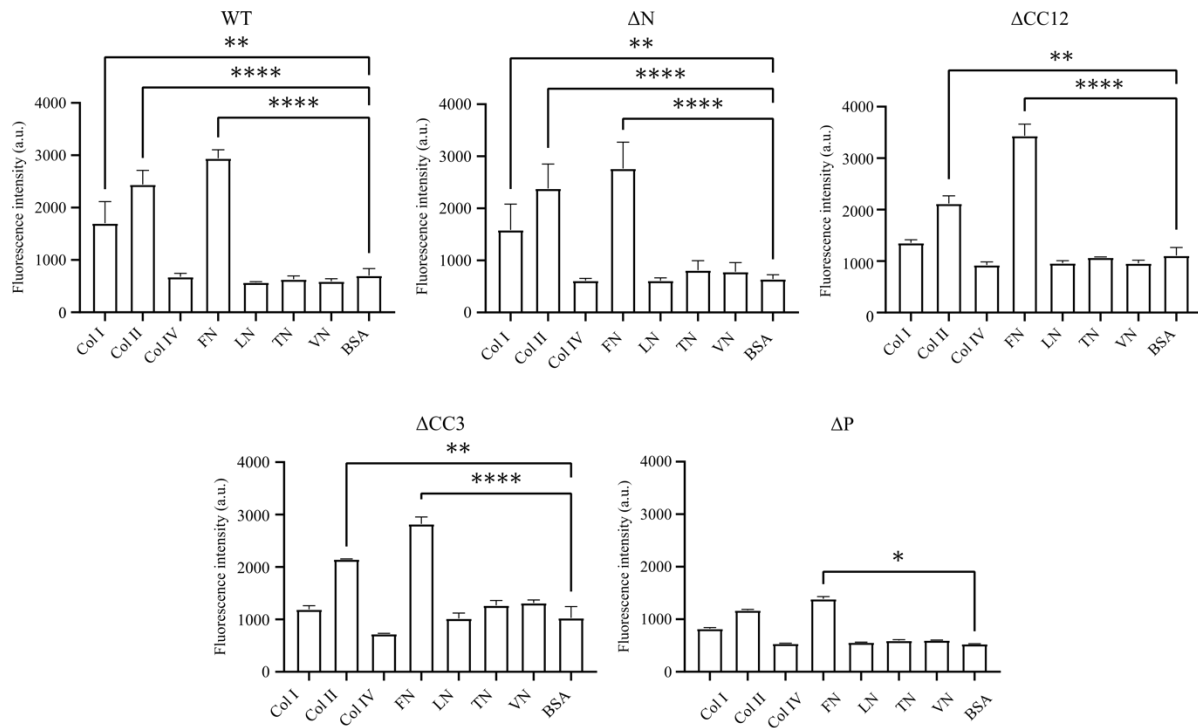 WT
**
****
****
Fluorescence intensity (a.u.)
4000
3000
2000
1000
0
Col I
Col II
Col IV
FN
LN
TN
VN
BSA
ΔN
**
****
****
Fluorescence intensity (a.u.)
4000
3000
2000
1000
0
Col I
Col II
Col IV
FN
LN
TN
VN
BSA
ΔCC12
**
****
Fluorescence intensity (a.u.)
4000
3000
2000
1000
0
Col I
Col II
Col IV
FN
LN
TN
VN
BSA
ΔCC3
**
****
Fluorescence intensity (a.u.)
4000
3000
2000
1000
0
Col I
Col II
Col IV
FN
LN
TN
VN
BSA
ΔP
*
Fluorescence intensity (a.u.)
4000
3000
2000
1000
0
Col I
Col II
Col IV
FN
LN
TN
VN
BSA